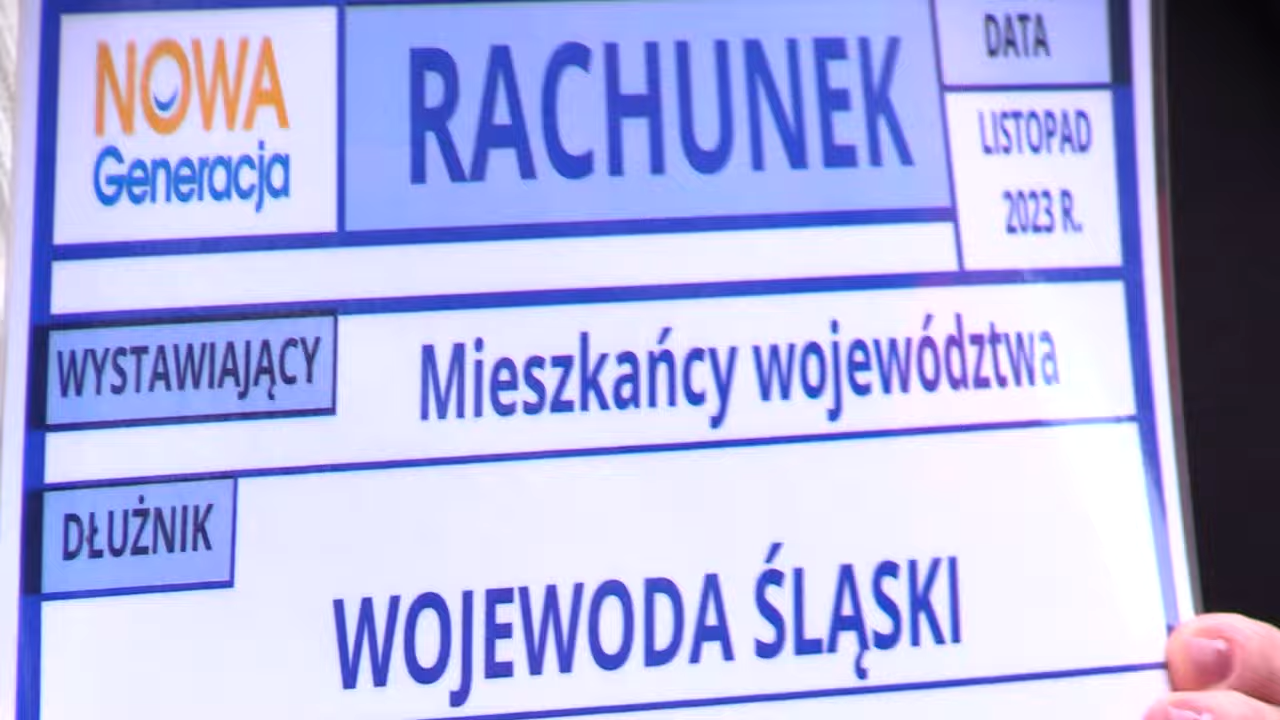 NOWA
Generacja
RACHUNEK
DATA
LISTOPAD
2023 R.
WYSTAWIAJĄCY
Mieszkańcy województwa
DŁUŻNIK
WOJEWODA ŚLĄSKI